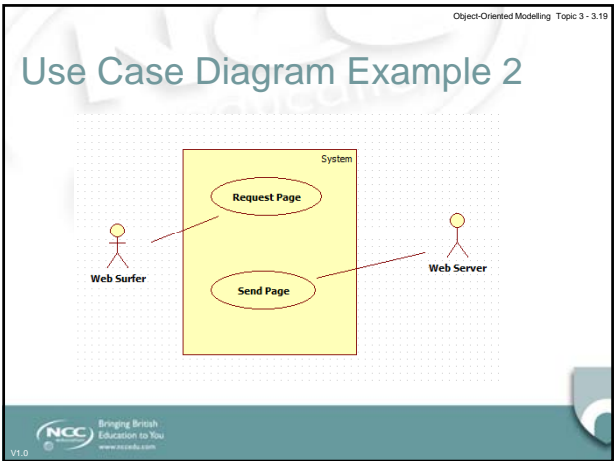 Object-Oriented Modelling Topic 3 - 3.19
Use Case Diagram Example 2
System
Request Page
Web Surfer
Web Server
Send Page
NCC
education
Bringing British
Education to You
www.nccedu.com
V1.0